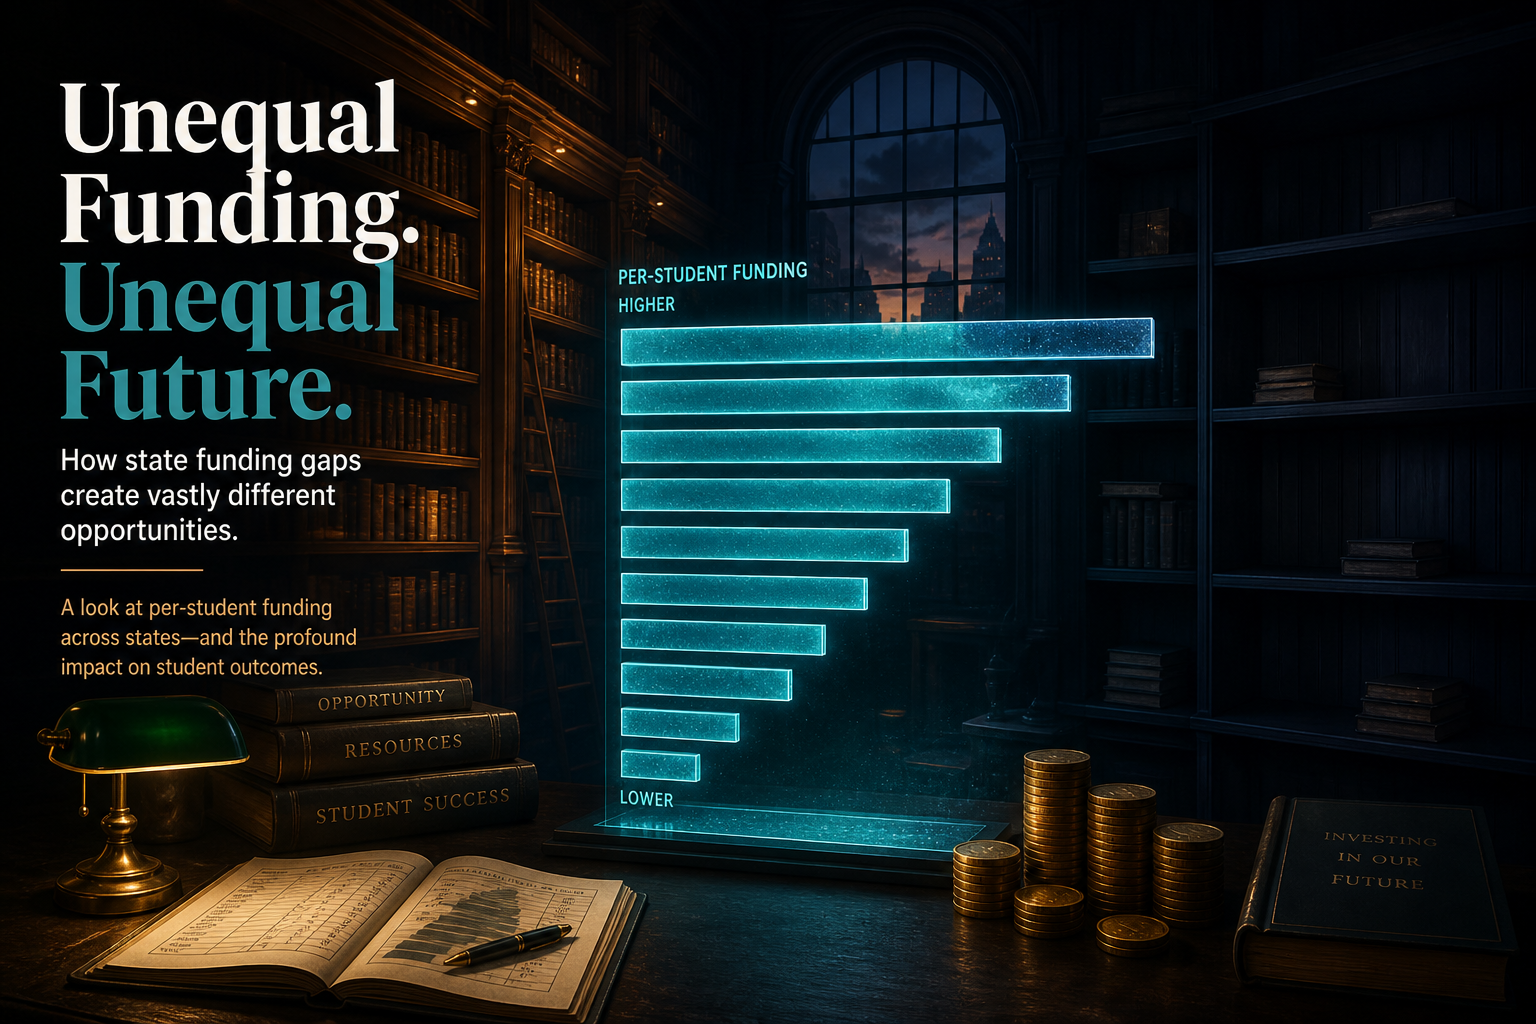 Unequal
Funding.
Unequal
Future.
How state funding gaps
create vastly different
opportunities.
A look at per-student funding
across states—and the profound
impact on student outcomes.
PER-STUDENT FUNDING
HIGHER
LOWER
OPPORTUNITY
RESOURCES
STUDENT SUCCESS
INVESTING
IN OUR
FUTURE